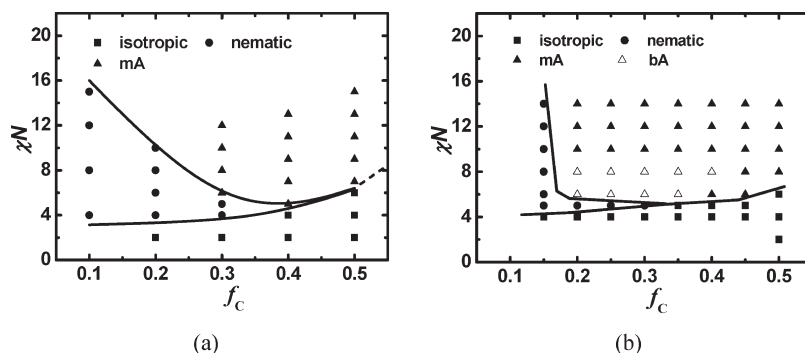 20
16
12
8
4
0
χN
isotropic nematic
mA
0.1 0.2 0.3 0.4 0.5
f_C
(a)
20
16
12
8
4
0
χN
isotropic nematic
mA bA
0.1 0.2 0.3 0.4 0.5
f_C
(b)